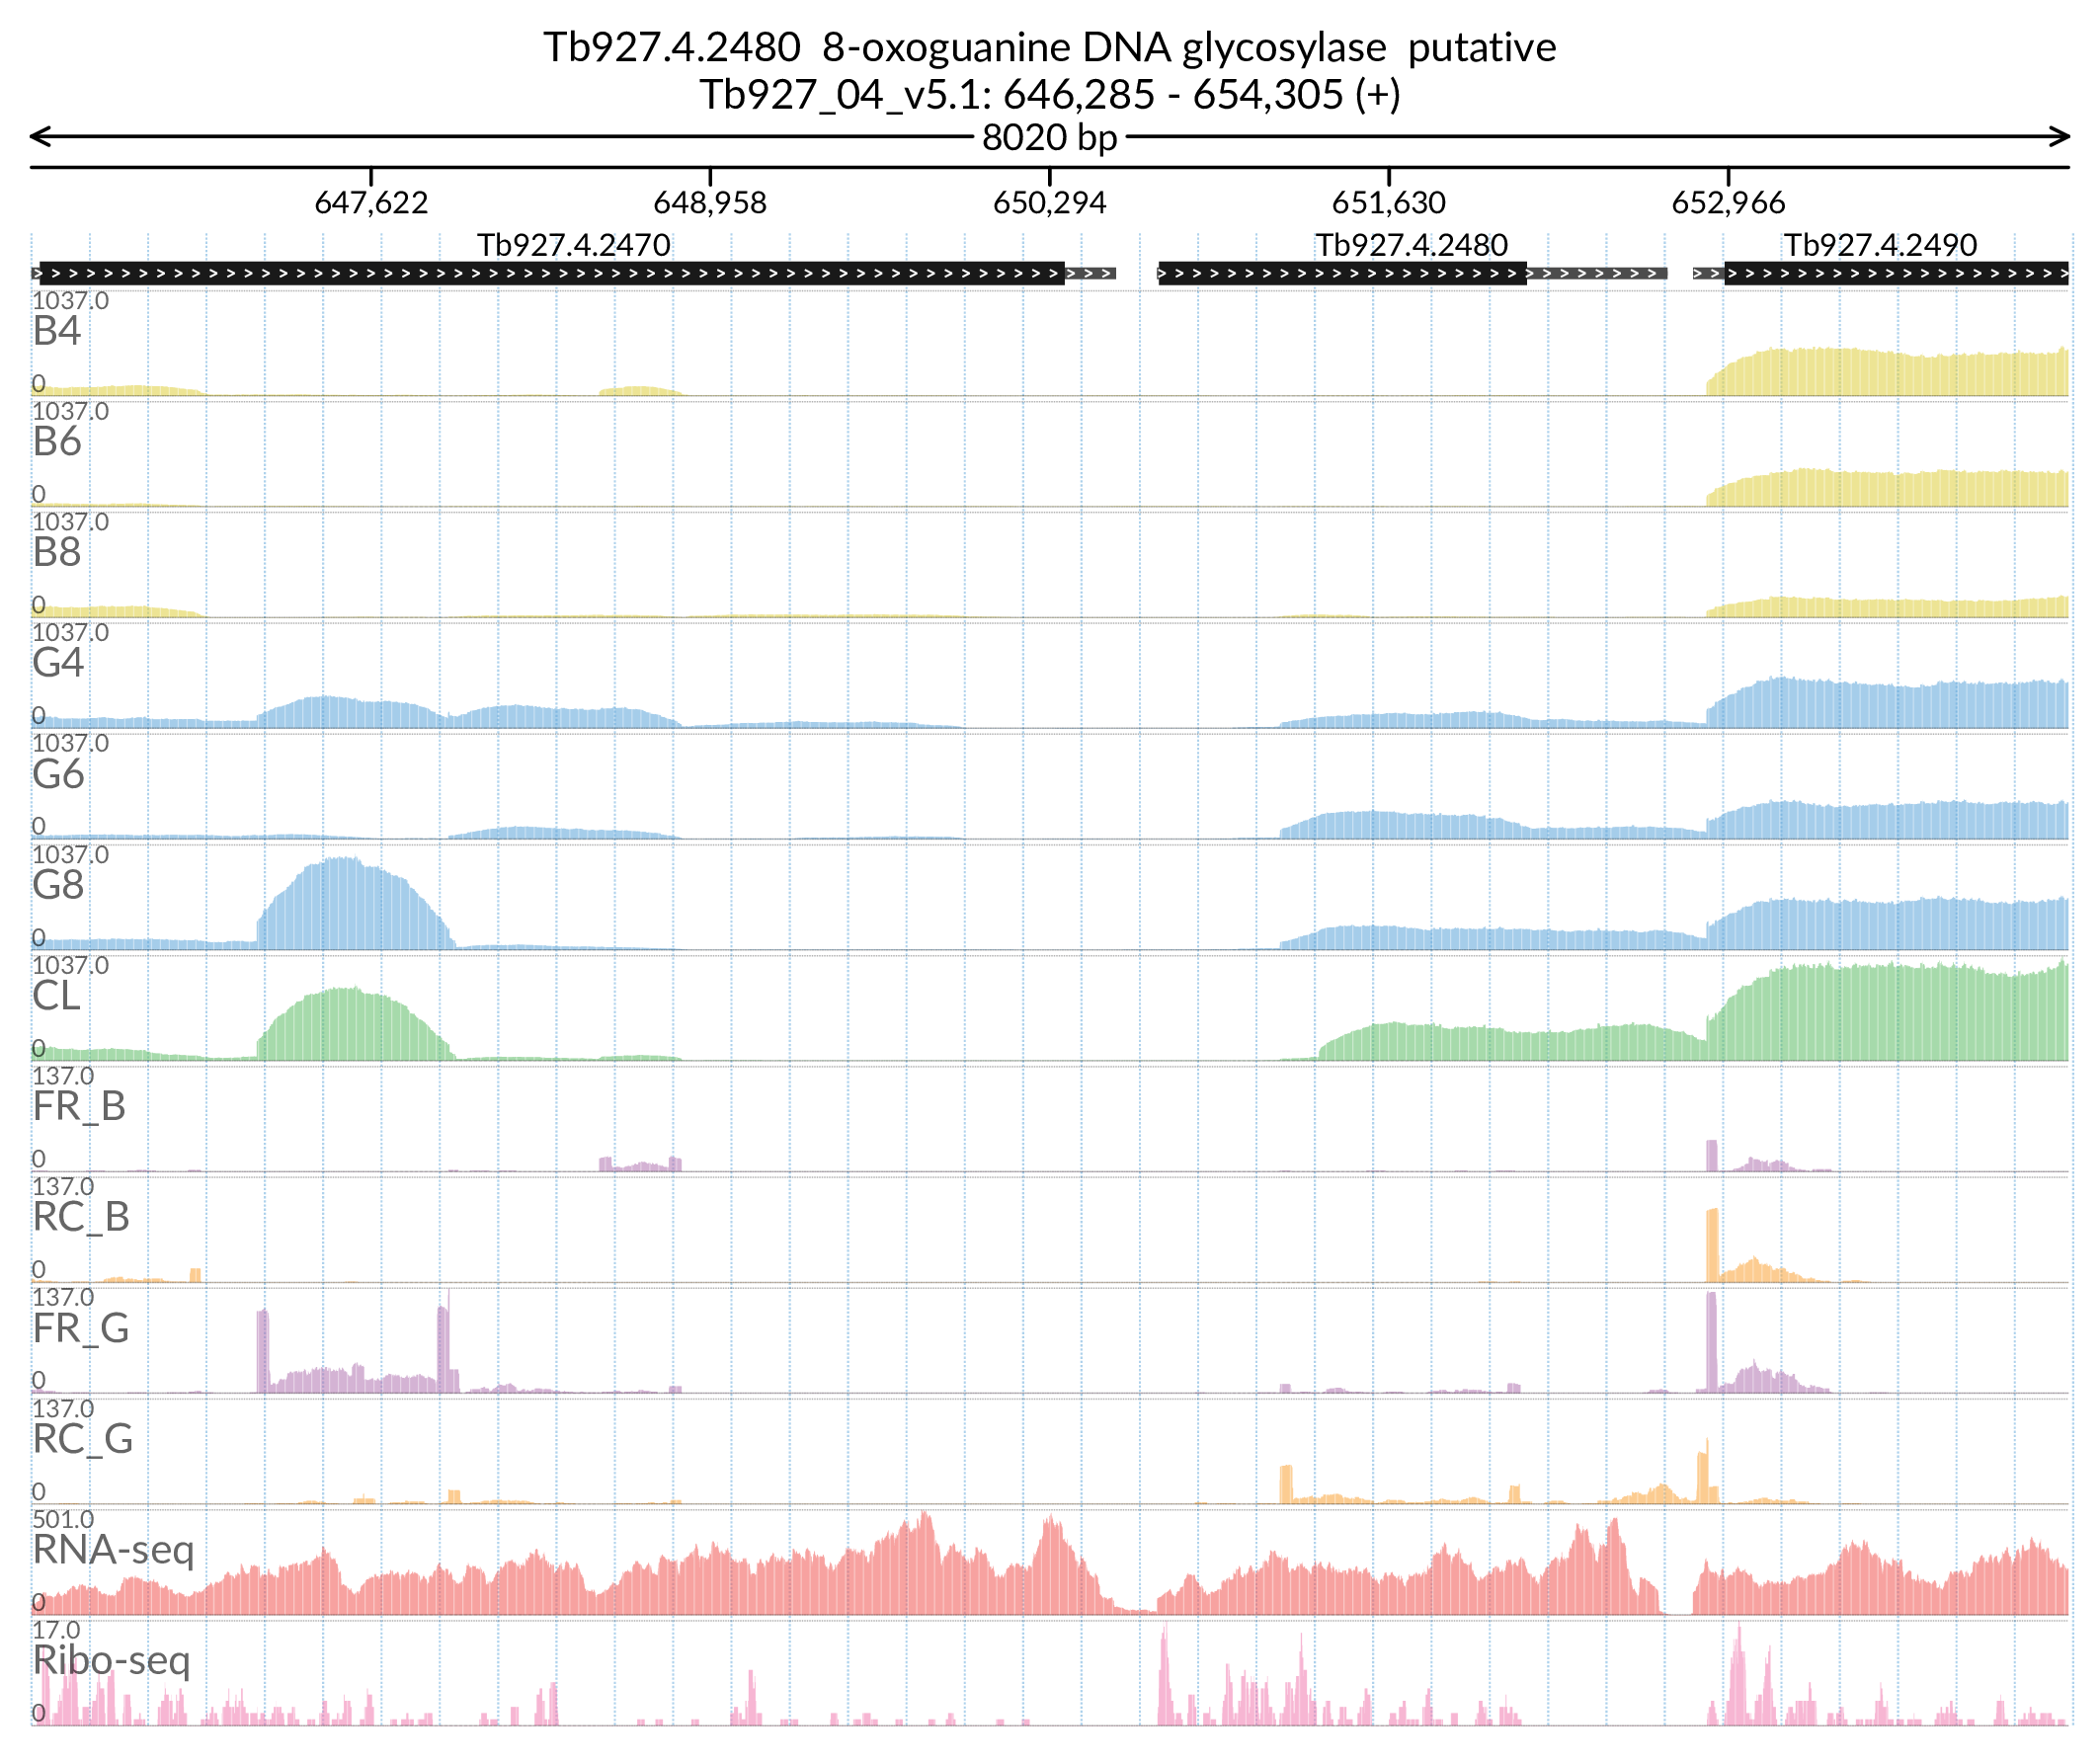 Tb927.4.2480  8-oxoguanine DNA glycosylase  putative
Tb927_04_v5.1: 646,285 - 654,305 (+)
8020 bp
647,622 648,958 650,294 651,630 652,966
Tb927.4.2470 Tb927.4.2480 Tb927.4.2490
1037.0
B4
0
1037.0
B6
0
1037.0
B8
0
1037.0
G4
0
1037.0
G6
0
1037.0
G8
0
1037.0
CL
0
137.0
FR_B
0
137.0
RC_B
0
137.0
FR_G
0
137.0
RC_G
0
501.0
RNA-seq
0
17.0
Ribo-seq
0